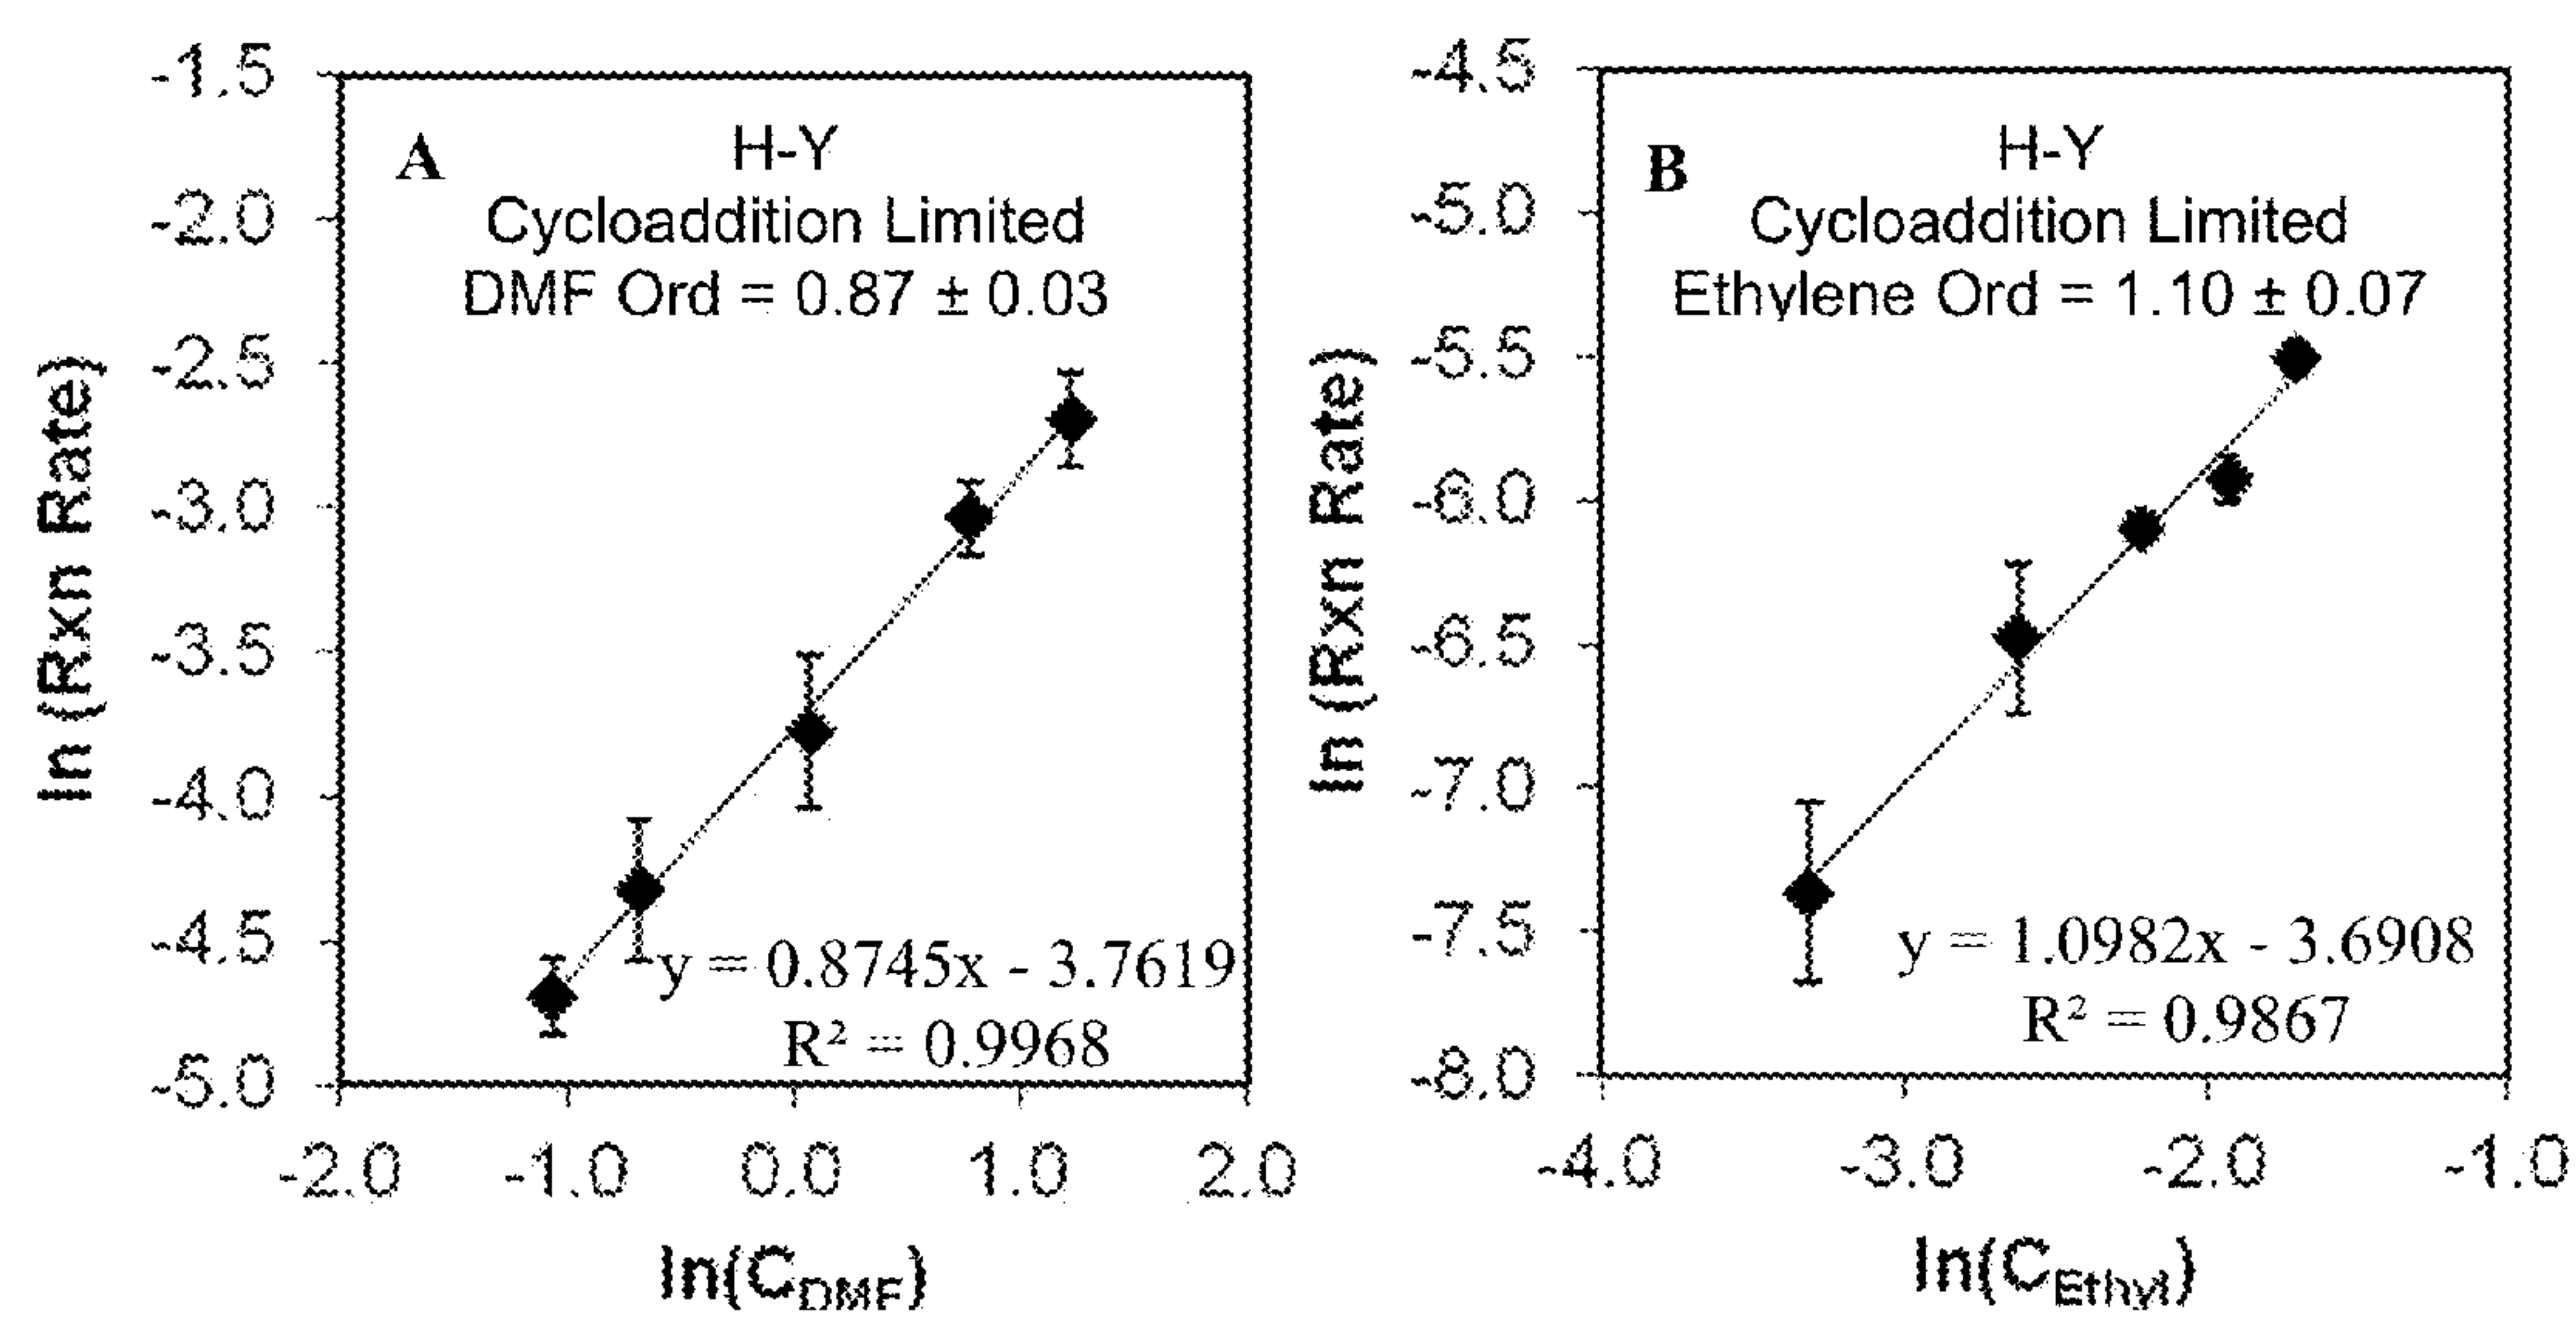 A
H-Y
Cycloaddition Limited
DMF Ord = 0.87 ± 0.03
ln (Rxn Rate)
-1.5
-2.0
-2.5
-3.0
-3.5
-4.0
-4.5
-5.0
y = 0.8745x - 3.7619
R² = 0.9968
-2.0 -1.0 0.0 1.0 2.0
ln(C_DMF)
B
H-Y
Cycloaddition Limited
Ethylene Ord = 1.10 ± 0.07
ln (Rxn Rate)
-4.5
-5.0
-5.5
-6.0
-6.5
-7.0
-7.5
-8.0
y = 1.0982x - 3.6908
R² = 0.9867
-4.0 -3.0 -2.0 -1.0
ln(C_Ethyl)